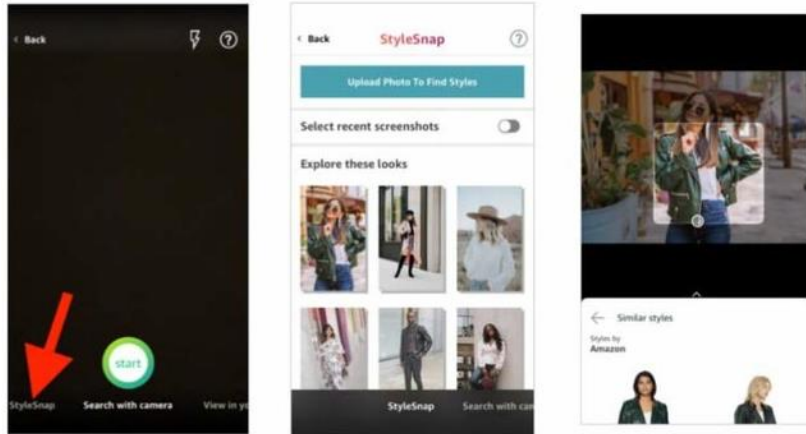 Back
start
StyleSnap
Search with camera
View in yo
Back
StyleSnap
Upload Photo To Find Styles
Select recent screenshots
Explore these looks
StyleSnap
Search with cam
Similar styles
Styles by
Amazon